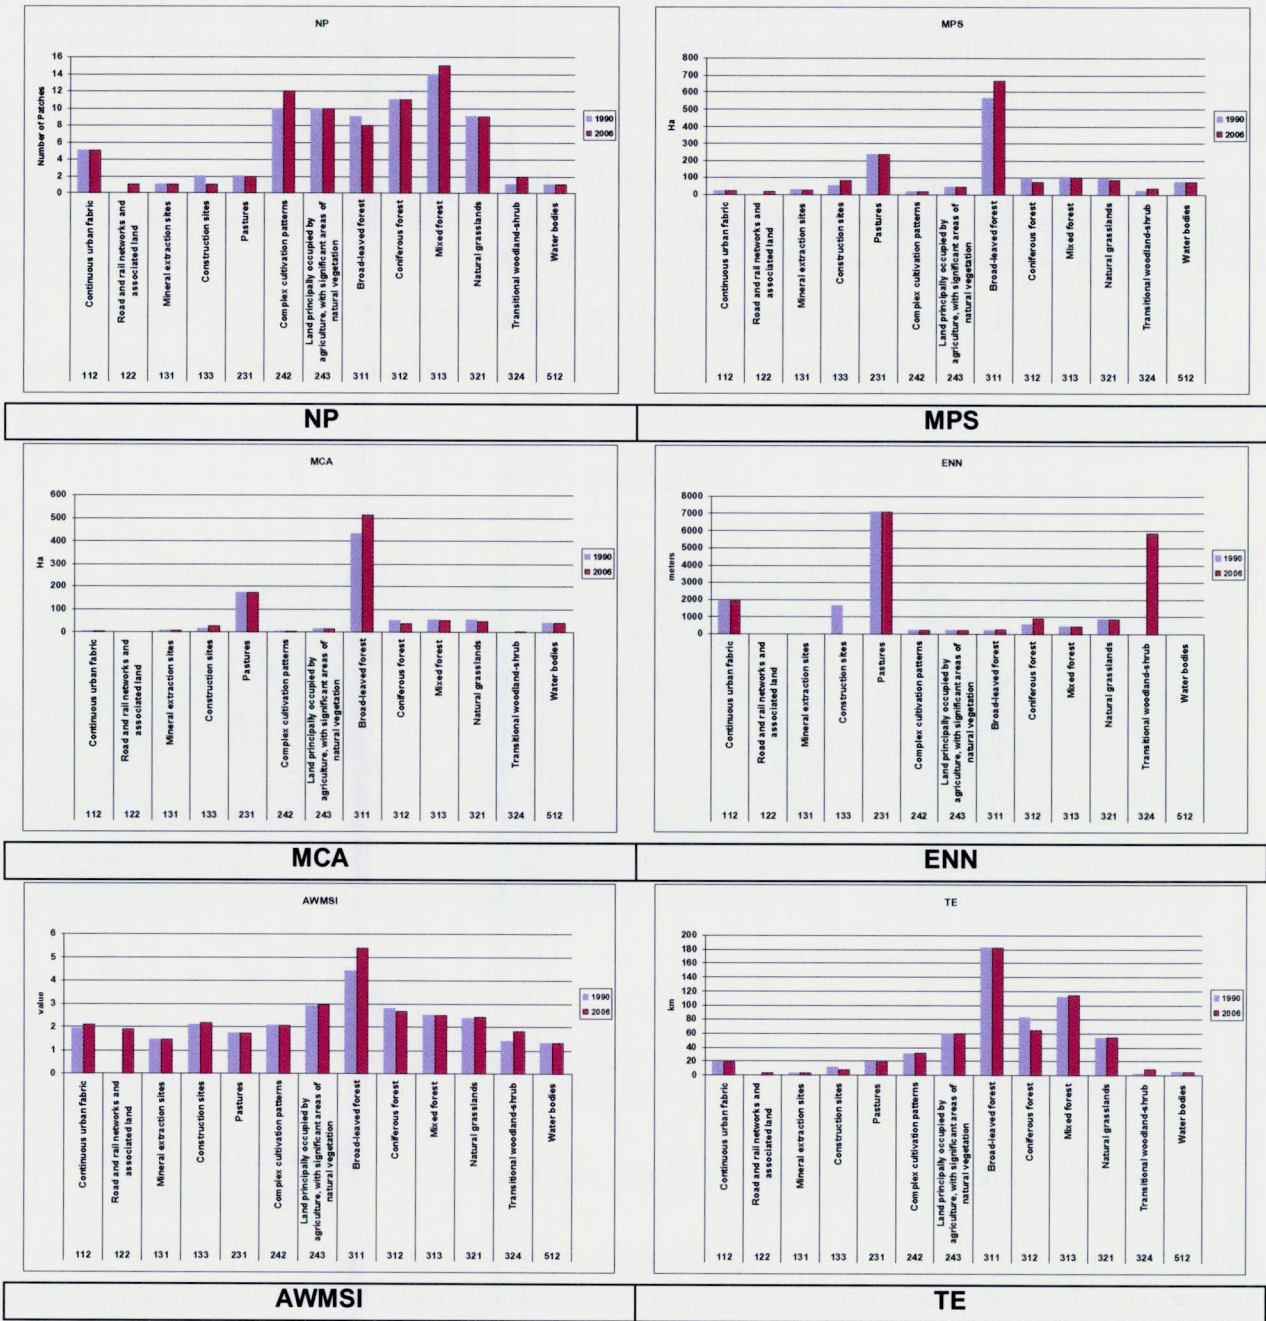 NP
16
14
12
10
8
6
4
2
0
Number of Patches
1990
2006
Continuous urban fabric
Road and rail networks and
associated land
Mineral extraction sites
Construction sites
Pastures
Complex cultivation patterns
Land principally occupied by
agriculture, with significant areas of
natural vegetation
Broad-leaved forest
Coniferous forest
Mixed forest
Natural grasslands
Transitional woodland-shrub
Water bodies
112 122 131 133 231 242 243 311 312 313 321 324 512
MPS
800
700
600
500
400
300
200
100
0
Ha
1990
2006
Continuous urban fabric
Road and rail networks and
associated land
Mineral extraction sites
Construction sites
Pastures
Complex cultivation patterns
Land principally occupied by
agriculture, with significant areas of
natural vegetation
Broad-leaved forest
Coniferous forest
Mixed forest
Natural grasslands
Transitional woodland-shrub
Water bodies
112 122 131 133 231 242 243 311 312 313 321 324 512
NP
MPS
MCA
600
500
400
300
200
100
0
Ha
1990
2006
Continuous urban fabric
Road and rail networks and
associated land
Mineral extraction sites
Construction sites
Pastures
Complex cultivation patterns
Land principally occupied by
agriculture, with significant areas of
natural vegetation
Broad-leaved forest
Coniferous forest
Mixed forest
Natural grasslands
Transitional woodland-shrub
Water bodies
112 122 131 133 231 242 243 311 312 313 321 324 512
ENN
8000
7000
6000
5000
4000
3000
2000
1000
0
meters
1990
2006
Continuous urban fabric
Road and rail networks and
associated land
Mineral extraction sites
Construction sites
Pastures
Complex cultivation patterns
Land principally occupied by
agriculture, with significant areas of
natural vegetation
Broad-leaved forest
Coniferous forest
Mixed forest
Natural grasslands
Transitional woodland-shrub
Water bodies
112 122 131 133 231 242 243 311 312 313 321 324 512
MCA
ENN
AWMSI
6
5
4
3
2
1
0
value
1990
2006
Continuous urban fabric
Road and rail networks and
associated land
Mineral extraction sites
Construction sites
Pastures
Complex cultivation patterns
Land principally occupied by
agriculture, with significant areas of
natural vegetation
Broad-leaved forest
Coniferous forest
Mixed forest
Natural grasslands
Transitional woodland-shrub
Water bodies
112 122 131 133 231 242 243 311 312 313 321 324 512
TE
200
180
160
140
120
100
80
60
40
20
0
km
1990
2006
Continuous urban fabric
Road and rail networks and
associated land
Mineral extraction sites
Construction sites
Pastures
Complex cultivation patterns
Land principally occupied by
agriculture, with significant areas of
natural vegetation
Broad-leaved forest
Coniferous forest
Mixed forest
Natural grasslands
Transitional woodland-shrub
Water bodies
112 122 131 133 231 242 243 311 312 313 321 324 512
AWMSI
TE